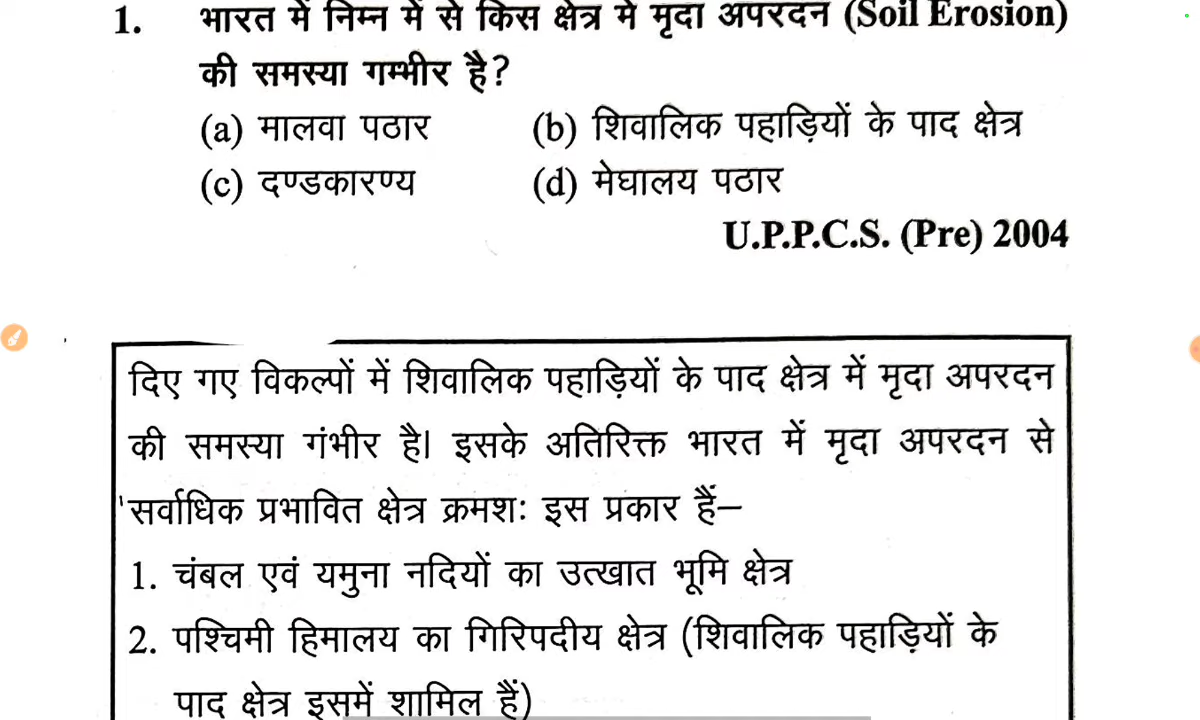 1. भारत में निम्न में से किस क्षेत्र मे मृदा अपरदन (Soil Erosion)
की समस्या गम्भीर है?
(a) मालवा पठार (b) शिवालिक पहाड़ियों के पाद क्षेत्र
(c) दण्डकारण्य (d) मेघालय पठार
U.P.P.C.S. (Pre) 2004
दिए गए विकल्पों में शिवालिक पहाड़ियों के पाद क्षेत्र में मृदा अपरदन
की समस्या गंभीर है। इसके अतिरिक्त भारत में मृदा अपरदन से
सर्वाधिक प्रभावित क्षेत्र क्रमशः इस प्रकार हैं–
1. चंबल एवं यमुना नदियों का उत्खात भूमि क्षेत्र
2. पश्चिमी हिमालय का गिरिपदीय क्षेत्र (शिवालिक पहाड़ियों के
पाद क्षेत्र इसमें शामिल हैं)